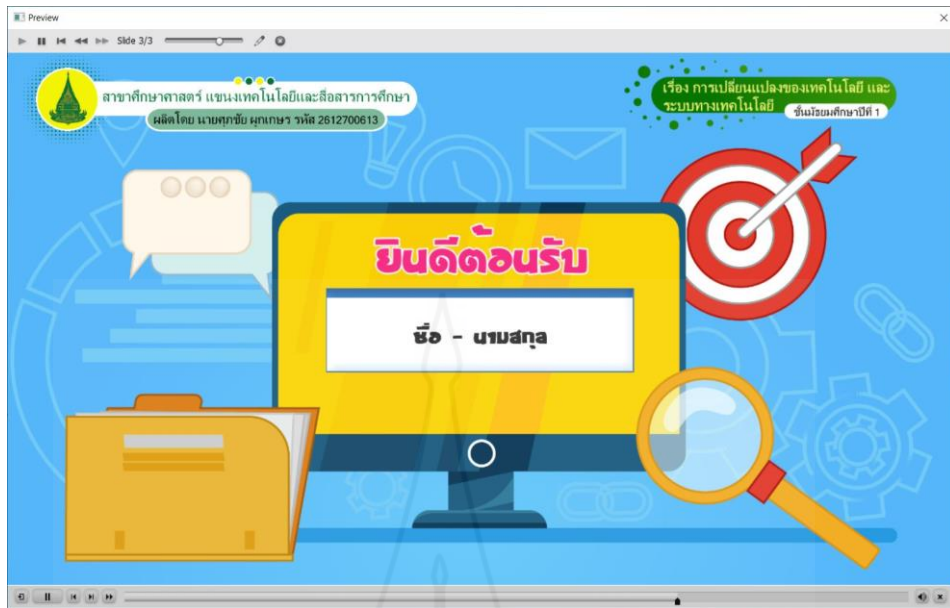 Preview
Slide 3/3
สาขาศึกษาศาสตร์ แขนงเทคโนโลยีและสื่อสารการศึกษา
ผลิตโดย นายศุภชัย ผุกเกษร รหัส 2612700613
เรื่อง การเปลี่ยนแปลงของเทคโนโลยี และ
ระบบทางเทคโนโลยี
ชั้นมัธยมศึกษาปีที่ 1
ยินดีต้อนรับ
ชื่อ - นามสกุล